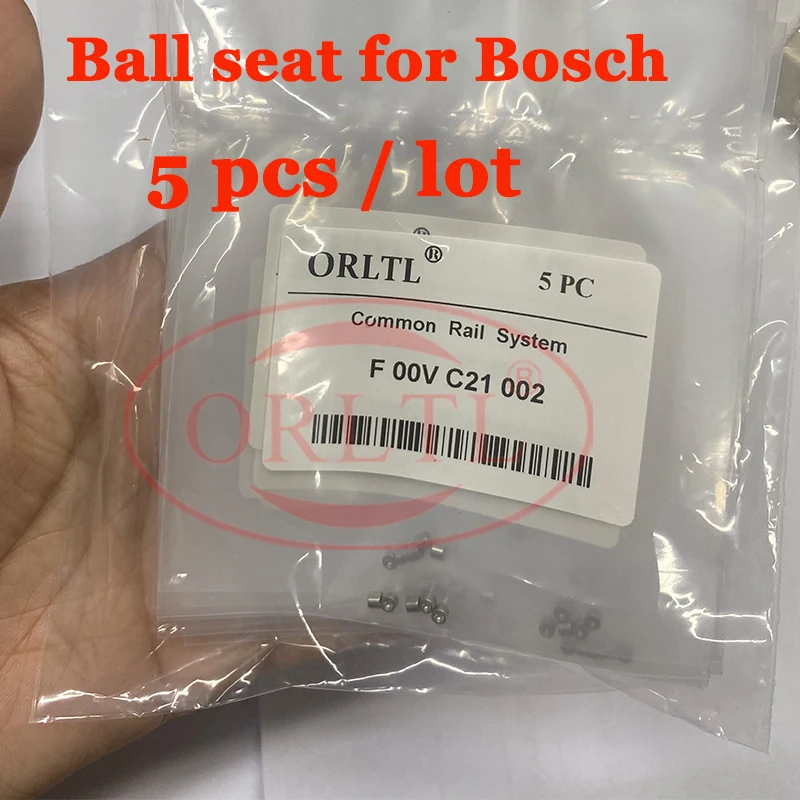 Ball seat for Bosch
5 pcs / lot
®
ORLTL®
5 PC
Common Rail System
F 00V C21 002
ORLTL®